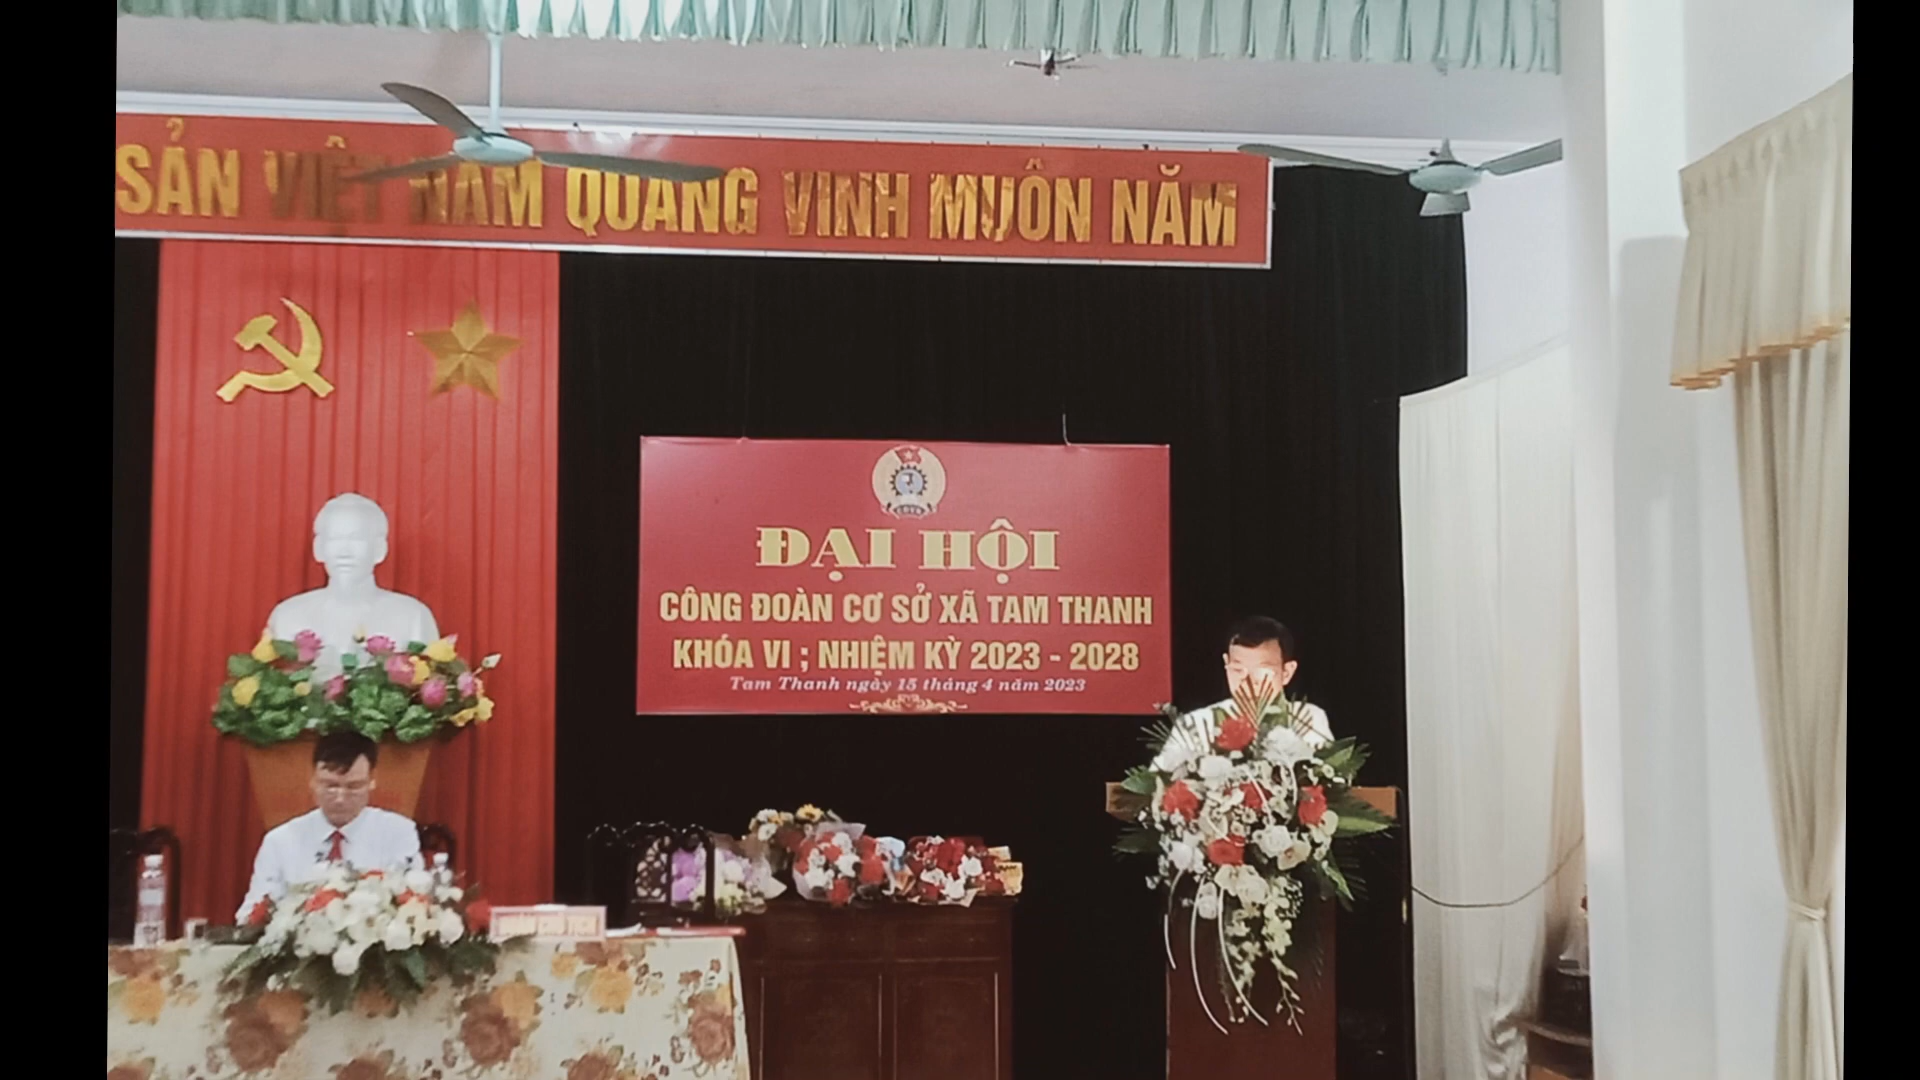 SẢN VIỆT NAM QUANG VINH MUÔN NĂM
ĐẠI HỘI
CÔNG ĐOÀN CƠ SỞ XÃ TAM THANH
KHÓA VI ; NHIỆM KỲ 2023 - 2028
Tam Thanh ngày 15 tháng 4 năm 2023